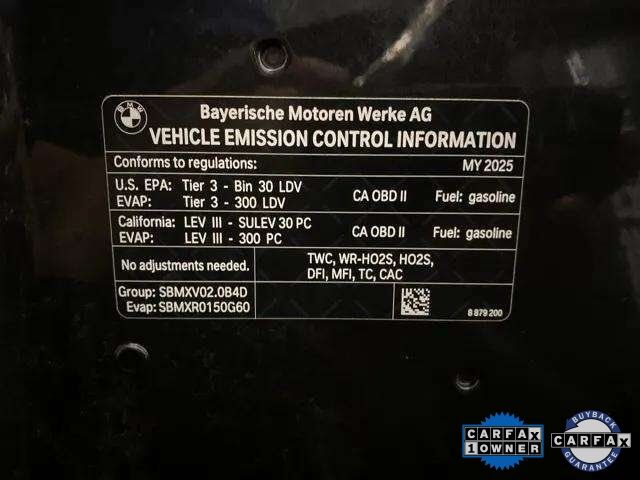 BMW
Bayerische Motoren Werke AG
VEHICLE EMISSION CONTROL INFORMATION
Conforms to regulations: MY 2025
U.S. EPA: Tier 3 - Bin 30 LDV CA OBD II Fuel: gasoline
EVAP: Tier 3 - 300 LDV
California: LEV III - SULEV 30 PC CA OBD II Fuel: gasoline
EVAP: LEV III - 300 PC
No adjustments needed. TWC, WR-HO2S, HO2S,
DFI, MFI, TC, CAC
Group: SBMXV02.0B4D
Evap: SBMXR0150G60
8 879 200
CARFAX
1 OWNER
BUYBACK
CARFAX
GUARANTEE